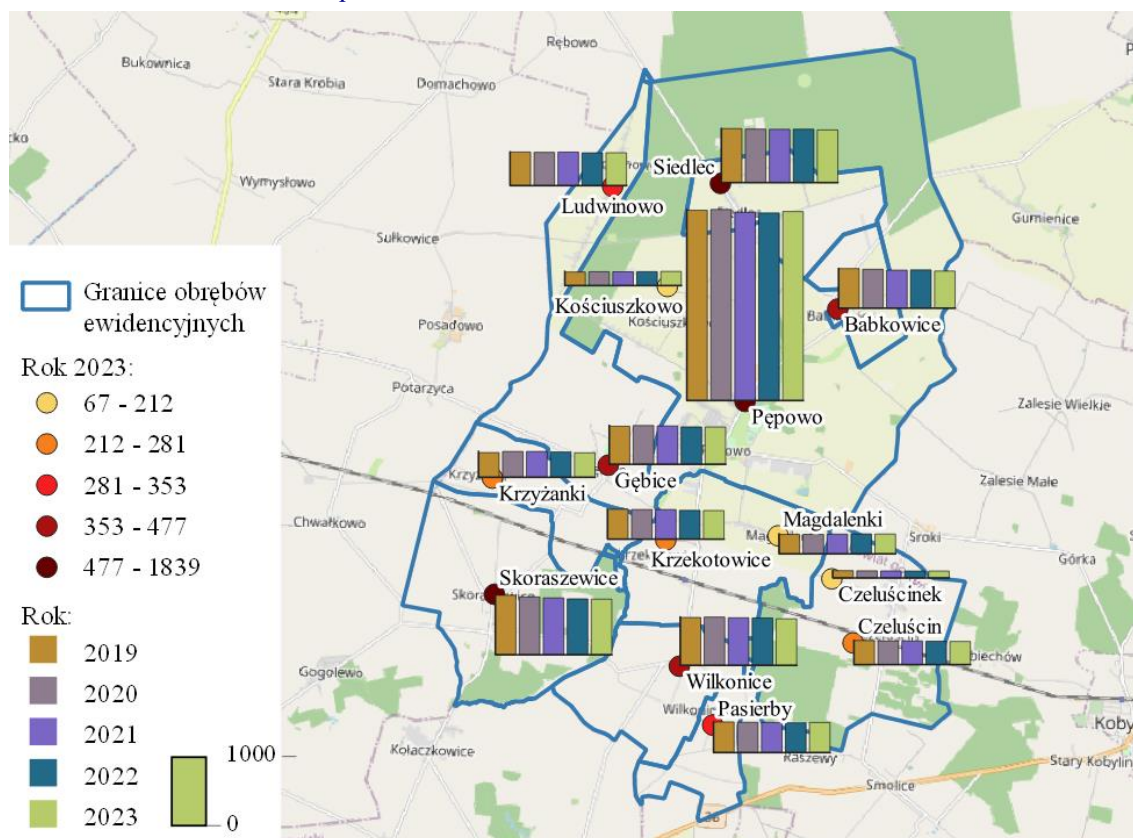 434
Rębowo
Bukownica
Stara Krobia
Domachowo
Siedlec
Wymysłowo
Ludwinowo
Gumienice
Sułkowice
Granice obrębów
ewidencyjnych
Kościuszkowo
Posadowo
Babkowice
Rok 2023:
Potarzyca
67 - 212
Pępowo
Zalesie Wielkie
212 - 281
281 - 353
Gębice
Krzyżanki
Zalesie Małe
353 - 477
Chwałkowo
Magdalenki
Sroki
477 - 1839
Krzekotowice
Górka
Skoraszewice
Czeluścinek
Rok:
Czeluścin
2019
Gogolewo
Wilkonice
2020
Pasierby
2021
Kołaczkowice
Raszewy
Stary Kobylin
2022
1000
Smolice
2023
0
36